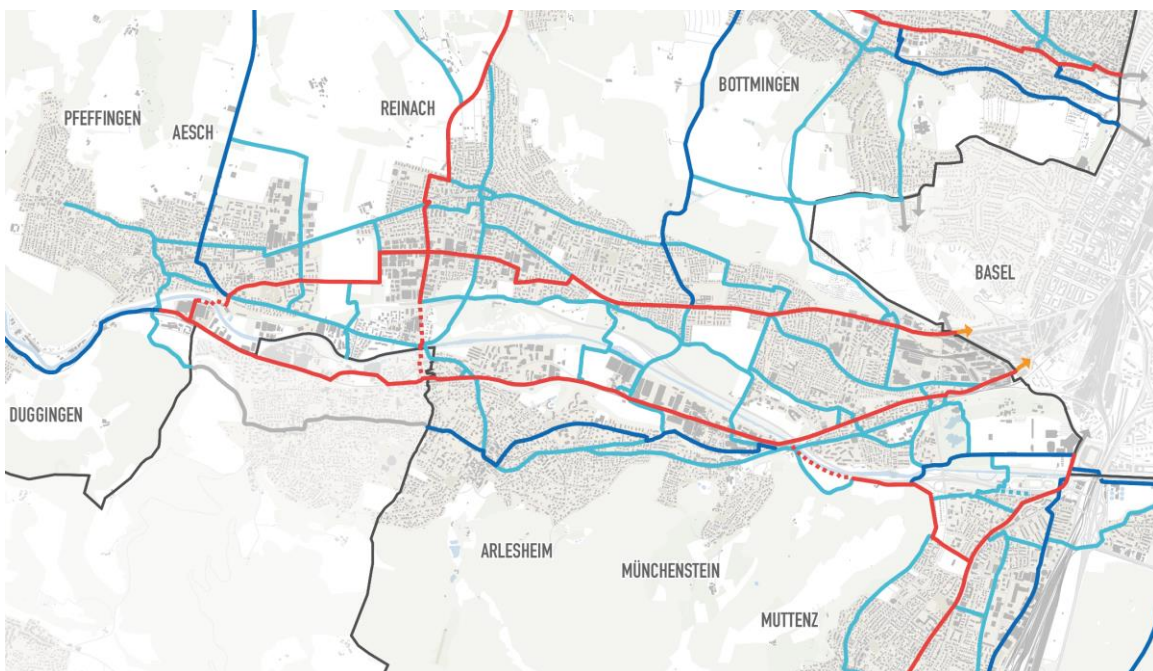 BOTTMINGEN
REINACH
PFEFFINGEN
AESCH
BASEL
DUGGINGEN
ARLESHEIM
MÜNCHENSTEIN
MUTTENZ